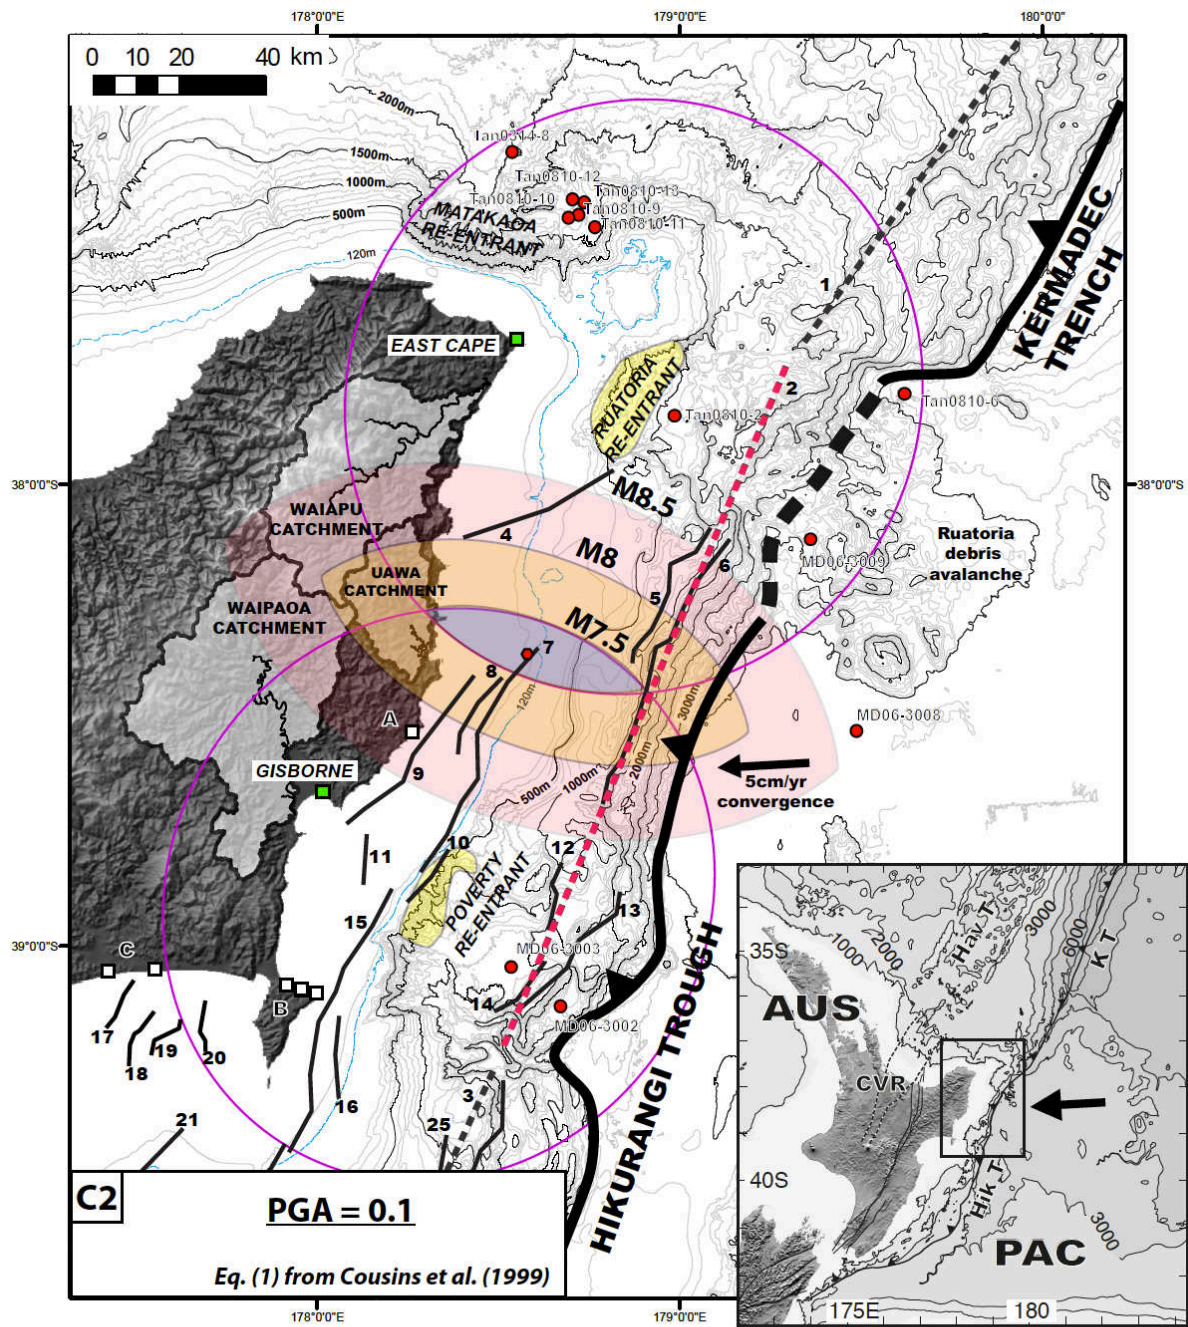 178°0'0"E
179°0'0"E
180°0'0"E
0 10 20 40 km
2000m
1500m
1000m
500m
120m
Tan0314-8
Tan0810-12
Tan0810-13
Tan0810-10
Tan0810-9
Tan0810-11
MATAKAOA
RE-ENTRANT
KERMADEC
TRENCH
1
EAST CAPE
RUATORIA
RE-ENTRANT
2
Tan0810-2
Tan0810-6
38°0'0"S
38°0'0"S
M8.5
WAIAPU
CATCHMENT
4
M8
6
MD06-3009
Ruatoria
debris
avalanche
UAWA
CATCHMENT
WAIPAOA
CATCHMENT
5
M7.5
7
8
120m
3000m
2000m
1000m
500m
A
MD06-3008
9
GISBORNE
5cm/yr
convergence
10
11
12
POVERTY
RE-ENTRANT
13
15
39°0'0"S
C
MD06-3003
14
B
MD06-3002
HIKURANGI TROUGH
17
18
19
20
16
3
21
25
C2
PGA = 0.1
Eq. (1) from Cousins et al. (1999)
35S
1000
2000
Hav T
3000
6000
K T
AUS
CVR
40S
Hik T
3000
PAC
175E
180
178°0'0"E
179°0'0"E